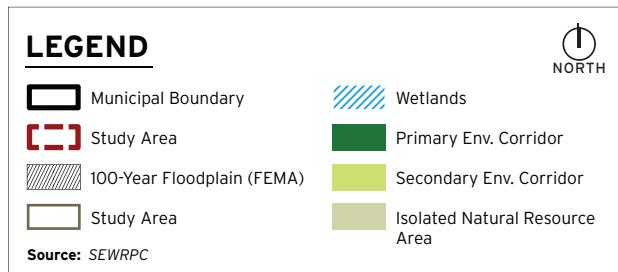 LEGEND
NORTH
Municipal Boundary
Study Area
100-Year Floodplain (FEMA)
Study Area
Wetlands
Primary Env. Corridor
Secondary Env. Corridor
Isolated Natural Resource
Area
Source: SEWRPC